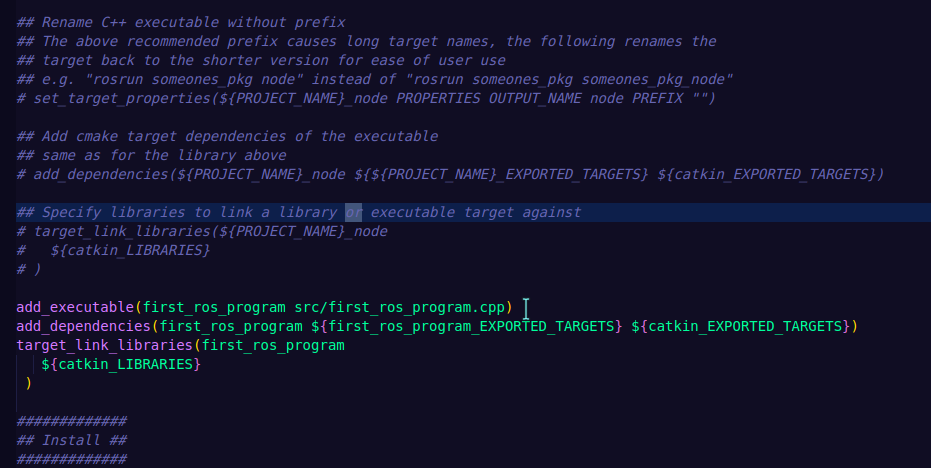 ## Rename C++ executable without prefix
## The above recommended prefix causes long target names, the following renames the
## target back to the shorter version for ease of user use
## e.g. "rosrun someones_pkg node" instead of "rosrun someones_pkg someones_pkg_node"
# set_target_properties(${PROJECT_NAME}_node PROPERTIES OUTPUT_NAME node PREFIX "")
## Add cmake target dependencies of the executable
## same as for the library above
# add_dependencies(${PROJECT_NAME}_node ${${PROJECT_NAME}_EXPORTED_TARGETS} ${catkin_EXPORTED_TARGETS})
## Specify libraries to link a library or executable target against
# target_link_libraries(${PROJECT_NAME}_node
#   ${catkin_LIBRARIES}
# )
add_executable(first_ros_program src/first_ros_program.cpp)
add_dependencies(first_ros_program ${first_ros_program_EXPORTED_TARGETS} ${catkin_EXPORTED_TARGETS})
target_link_libraries(first_ros_program
   ${catkin_LIBRARIES}
 )
#############
## Install ##
#############